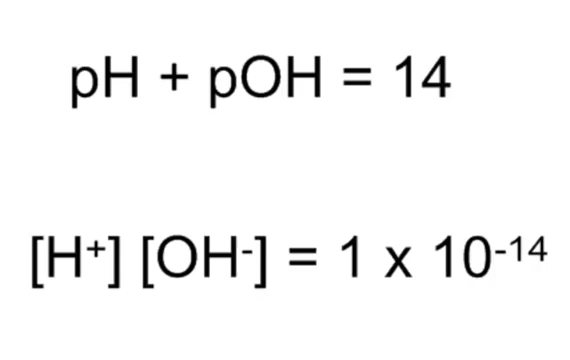 pH + pOH = 14
[H⁺] [OH⁻] = 1 x 10⁻¹⁴